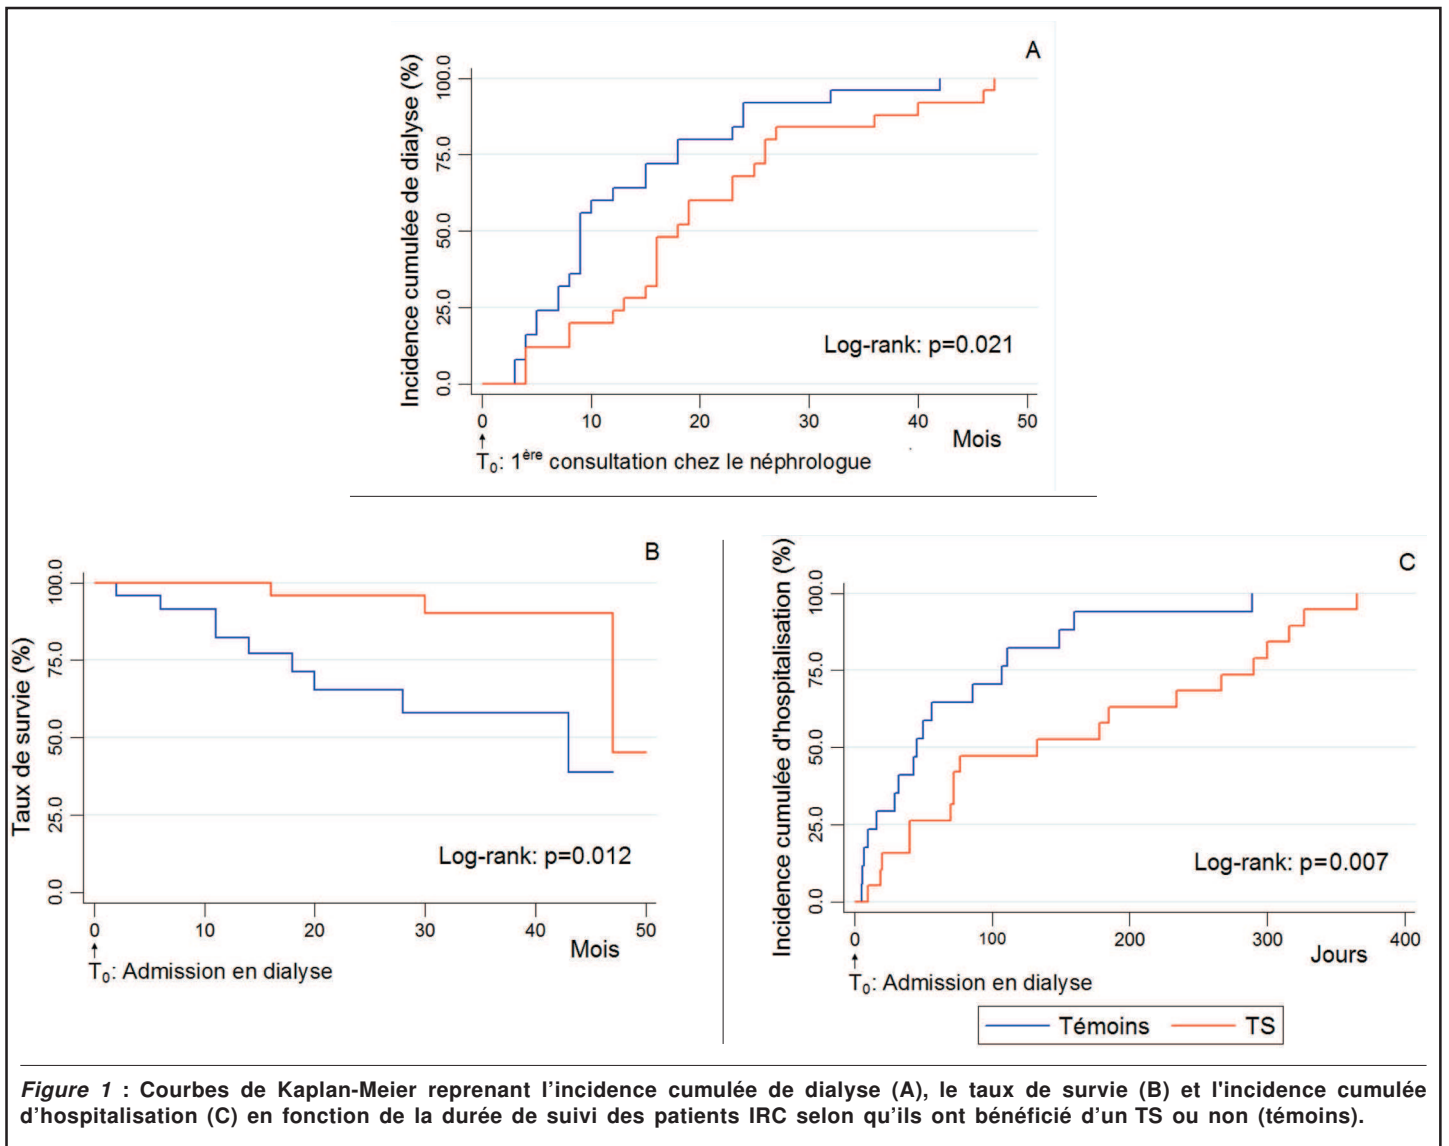 A
Incidence cumulée de dialyse (%)
100.0
75.0
50.0
25.0
0.0
Log-rank: p=0.021
0 10 20 30 40 50
Mois
↑
T₀: 1ère consultation chez le néphrologue
B
Taux de survie (%)
100.0
75.0
50.0
25.0
0.0
Log-rank: p=0.012
0 10 20 30 40 50
Mois
↑
T₀: Admission en dialyse
C
Incidence cumulée d'hospitalisation (%)
100.0
75.0
50.0
25.0
0.0
Log-rank: p=0.007
0 100 200 300 400
Jours
↑
T₀: Admission en dialyse
Témoins TS
Figure 1 : Courbes de Kaplan-Meier reprenant l'incidence cumulée de dialyse (A), le taux de survie (B) et l'incidence cumulée
d'hospitalisation (C) en fonction de la durée de suivi des patients IRC selon qu'ils ont bénéficié d'un TS ou non (témoins).